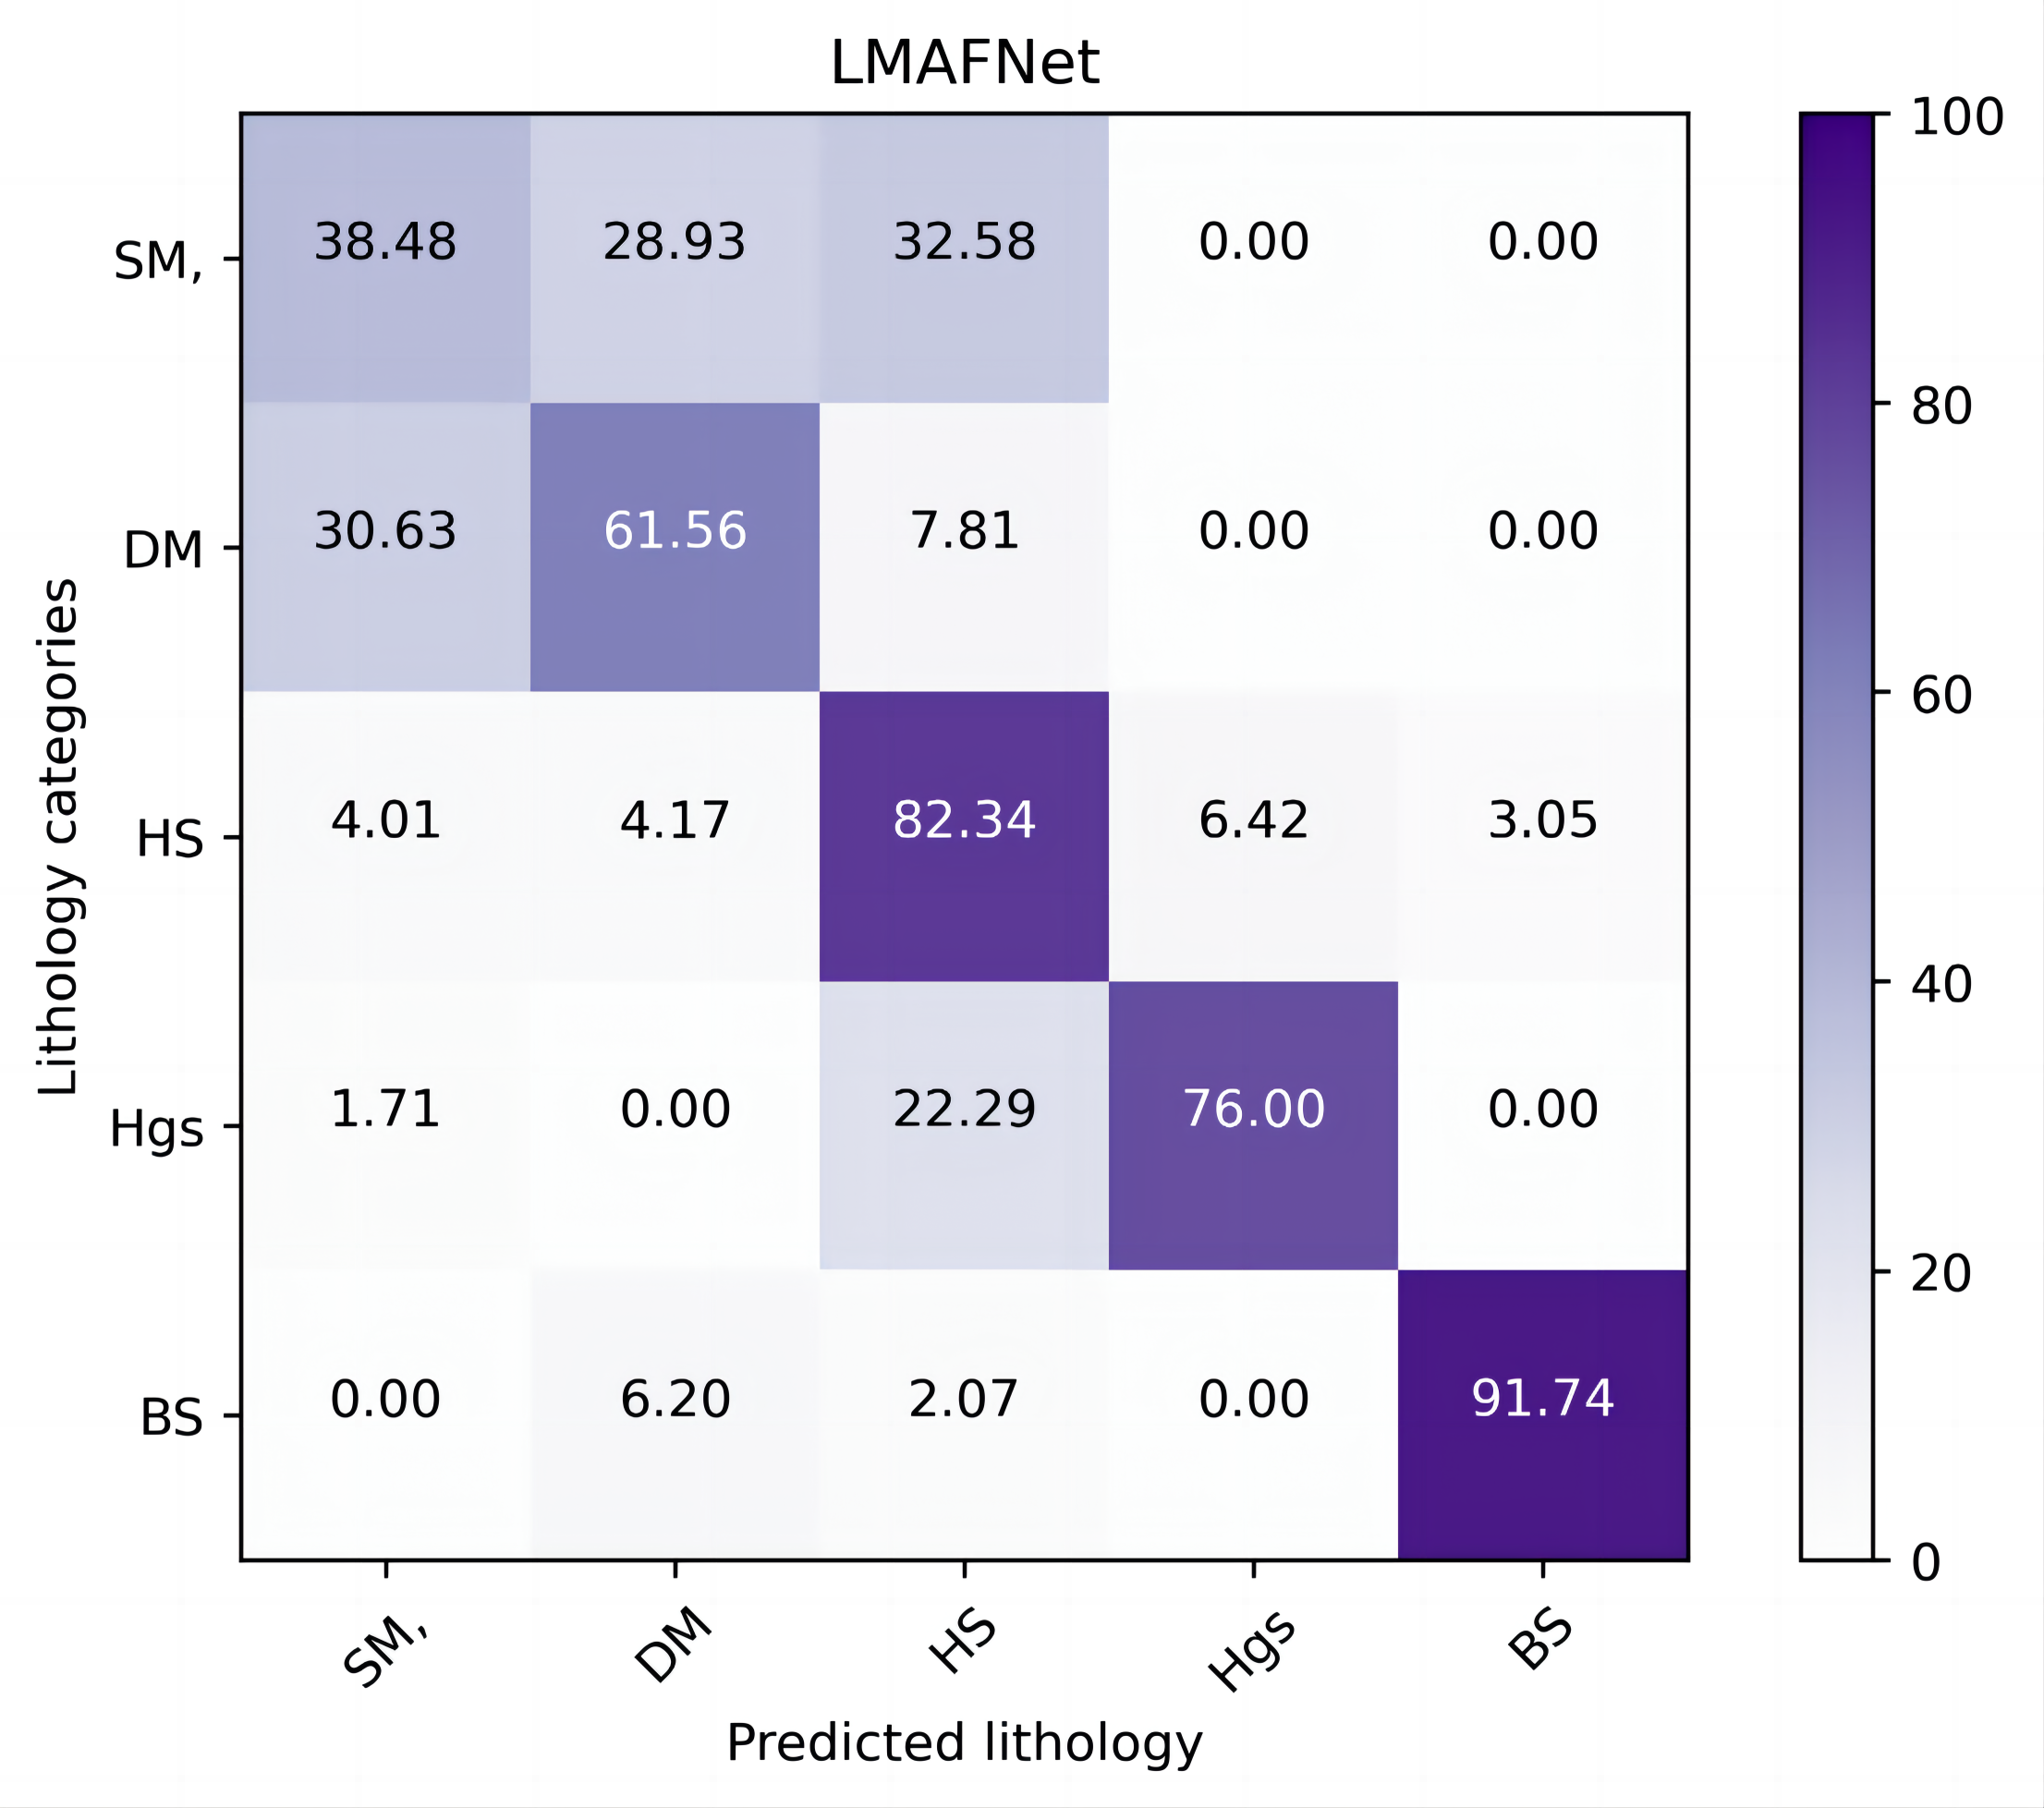 LMAFNet
SM, 38.48 28.93 32.58 0.00 0.00
DM 30.63 61.56 7.81 0.00 0.00
HS 4.01 4.17 82.34 6.42 3.05
Hgs 1.71 0.00 22.29 76.00 0.00
BS 0.00 6.20 2.07 0.00 91.74
SM, DM HS Hgs BS
Predicted lithology
Lithology categories
100
80
60
40
20
0